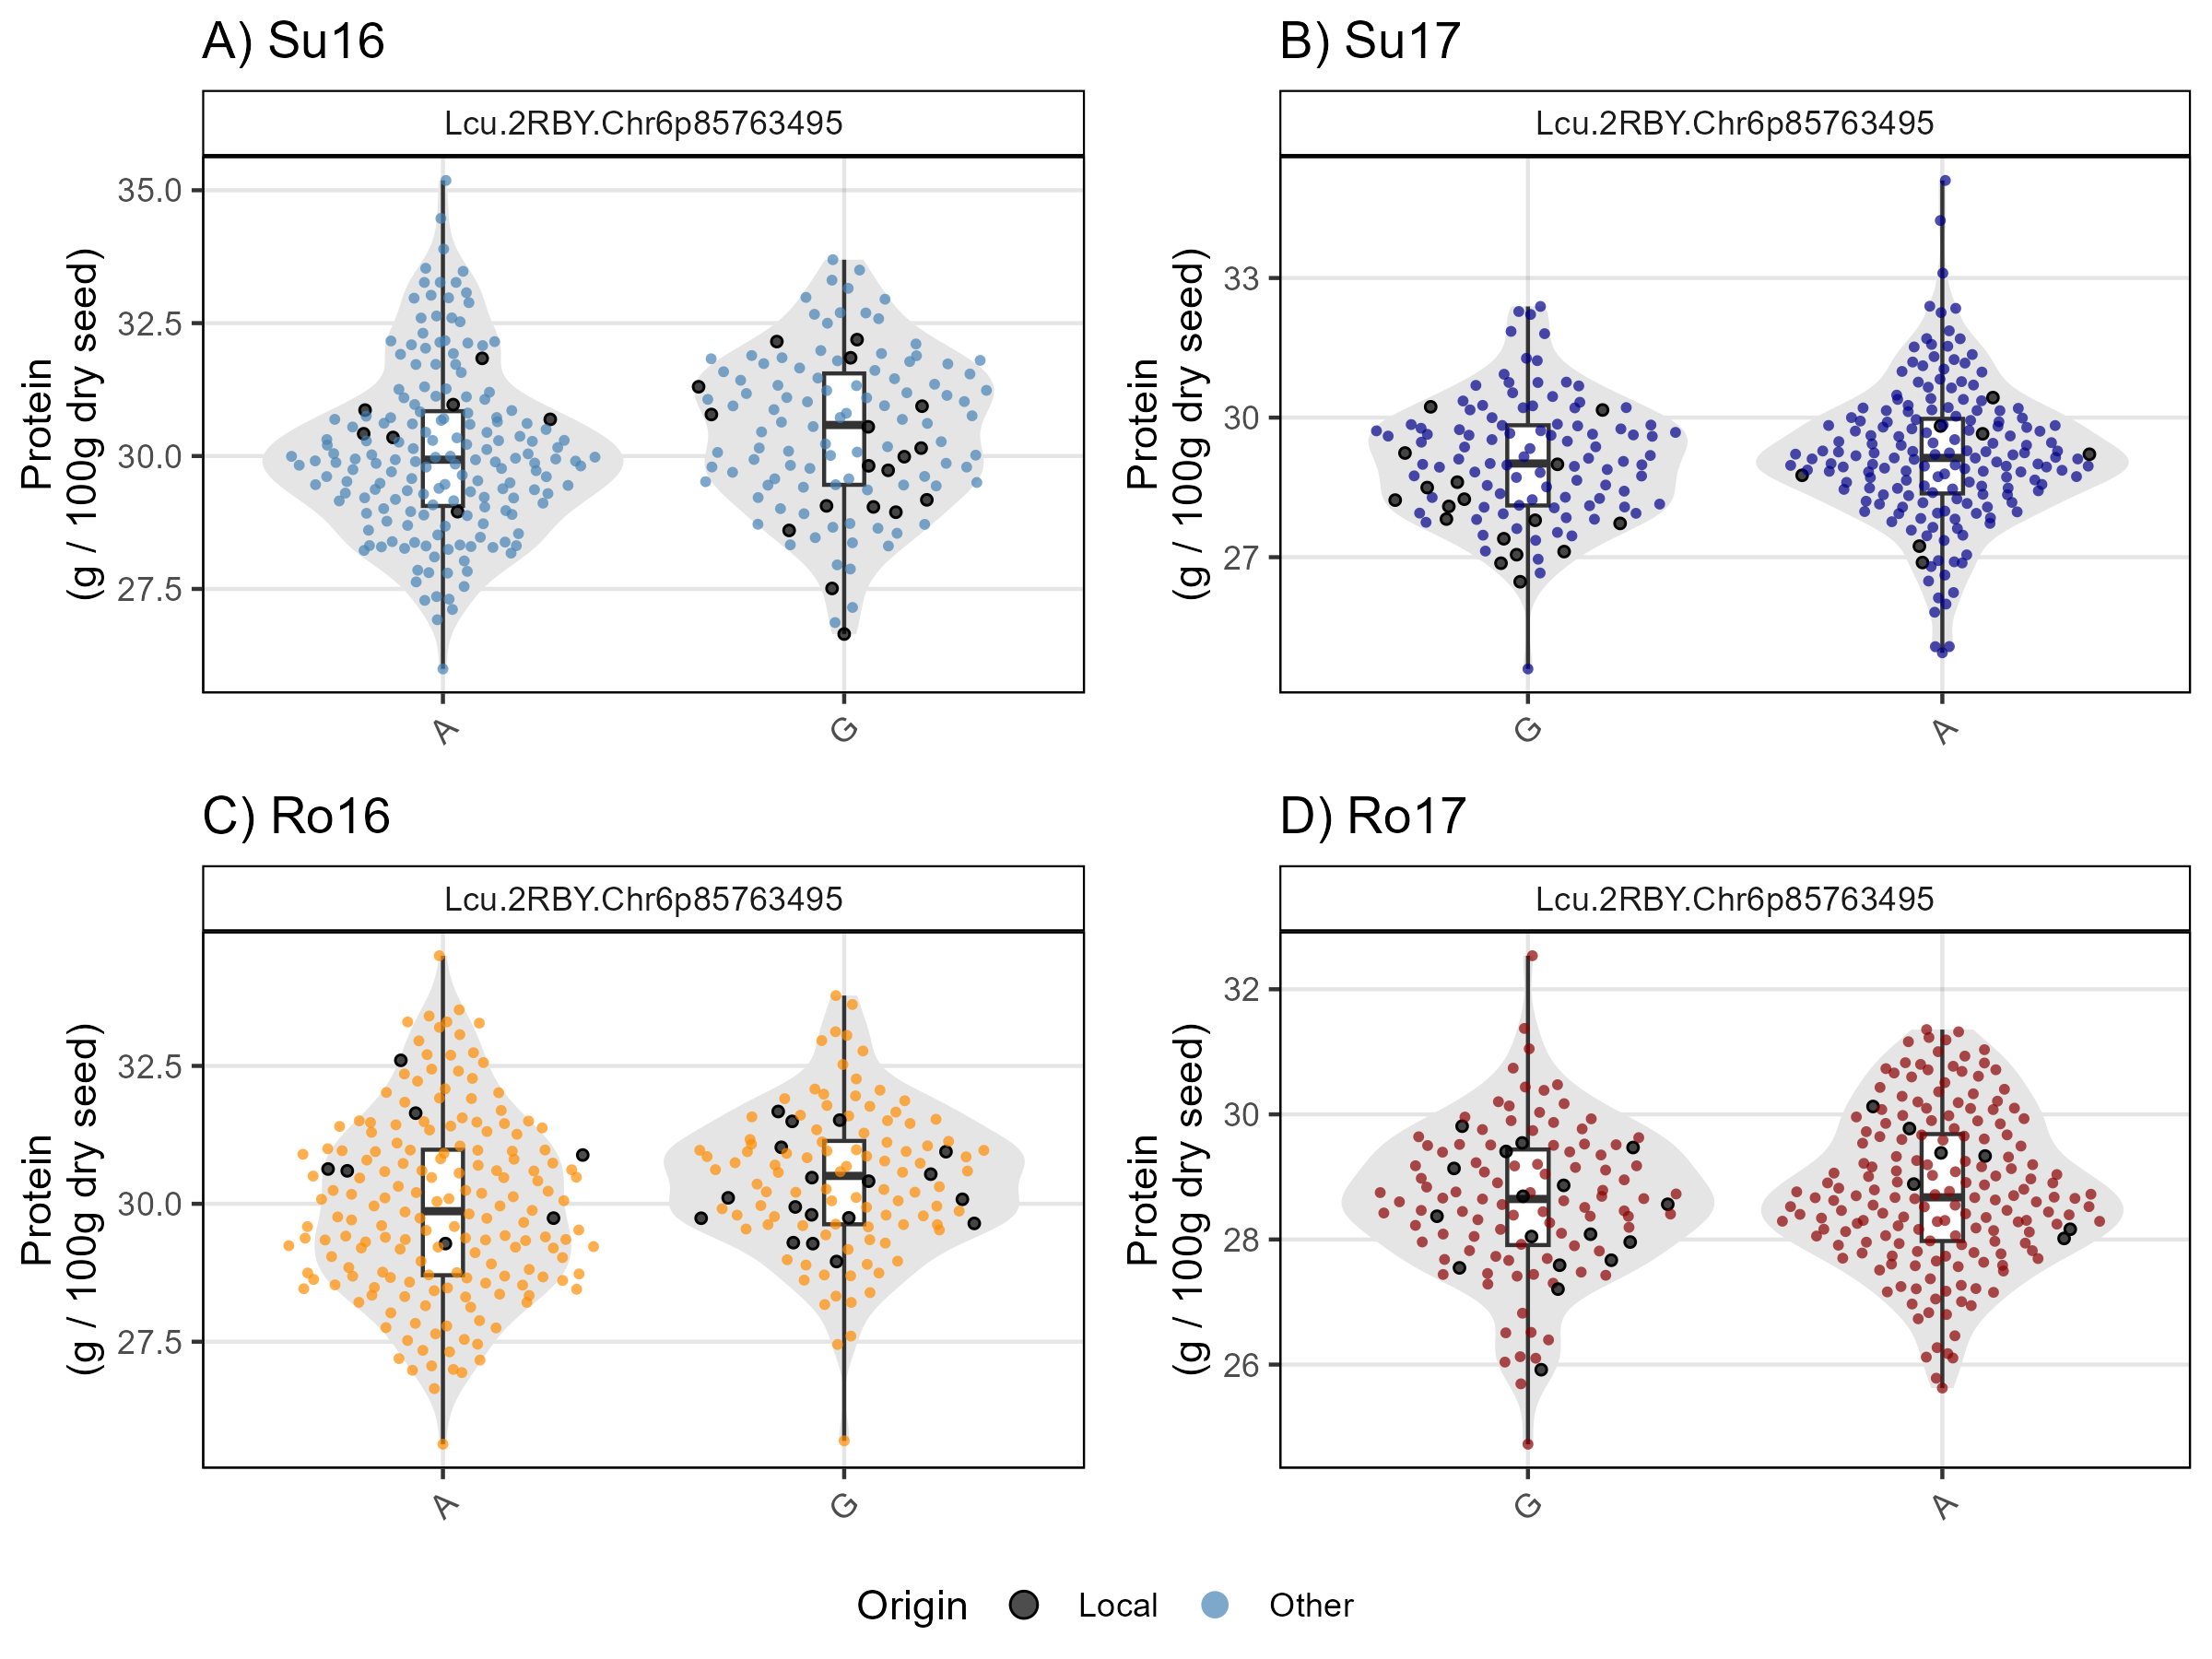 A) Su16
Lcu.2RBY.Chr6p85763495
Protein
(g / 100g dry seed)
35.0
32.5
30.0
27.5
A
G
B) Su17
Lcu.2RBY.Chr6p85763495
Protein
(g / 100g dry seed)
33
30
27
G
A
C) Ro16
Lcu.2RBY.Chr6p85763495
Protein
(g / 100g dry seed)
32.5
30.0
27.5
A
G
D) Ro17
Lcu.2RBY.Chr6p85763495
Protein
(g / 100g dry seed)
32
30
28
26
G
A
Origin Local Other